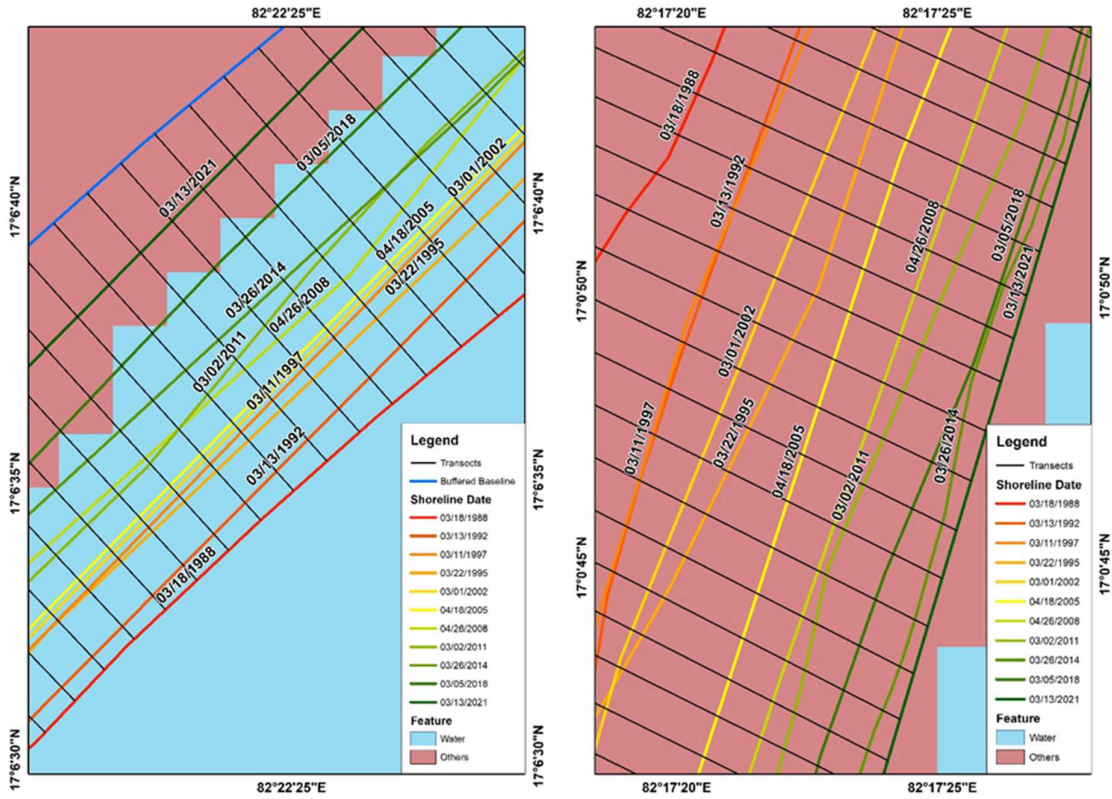 82°22'25"E
17°6'40"N
17°6'35"N
17°6'30"N
03/13/2021
03/05/2018
03/01/2002
04/18/2005
03/22/1995
03/26/2014
04/26/2008
03/02/2011
03/11/1997
03/13/1992
03/18/1988
17°6'40"N
17°6'35"N
17°6'30"N
Legend
Transects
Buffered Baseline
Shoreline Date
03/18/1988
03/13/1992
03/11/1997
03/22/1995
03/01/2002
04/18/2005
04/26/2008
03/02/2011
03/26/2014
03/05/2018
03/13/2021
Feature
Water
Others
82°22'25"E
82°17'20"E
82°17'25"E
17°0'50"N
17°0'45"N
03/18/1988
03/13/1992
04/26/2008
03/05/2018
03/13/2021
03/01/2002
03/22/1995
03/11/1997
04/18/2005
03/02/2011
03/26/2014
17°0'50"N
17°0'45"N
Legend
Transects
Shoreline Date
03/18/1988
03/13/1992
03/11/1997
03/22/1995
03/01/2002
04/18/2005
04/26/2008
03/02/2011
03/26/2014
03/05/2018
03/13/2021
Feature
Water
Others
82°17'20"E
82°17'25"E